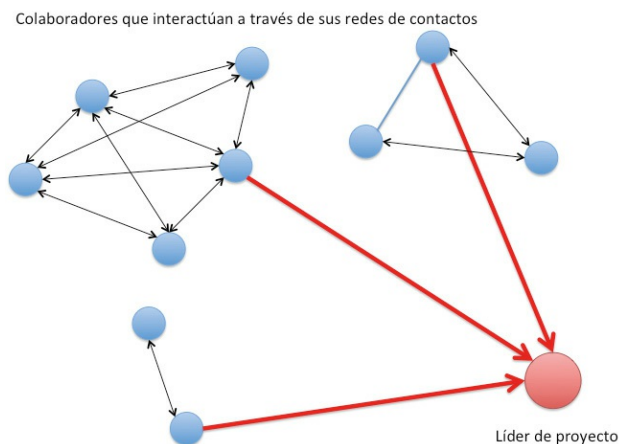 Colaboradores que interactúan a través de sus redes de contactos
Líder de proyecto